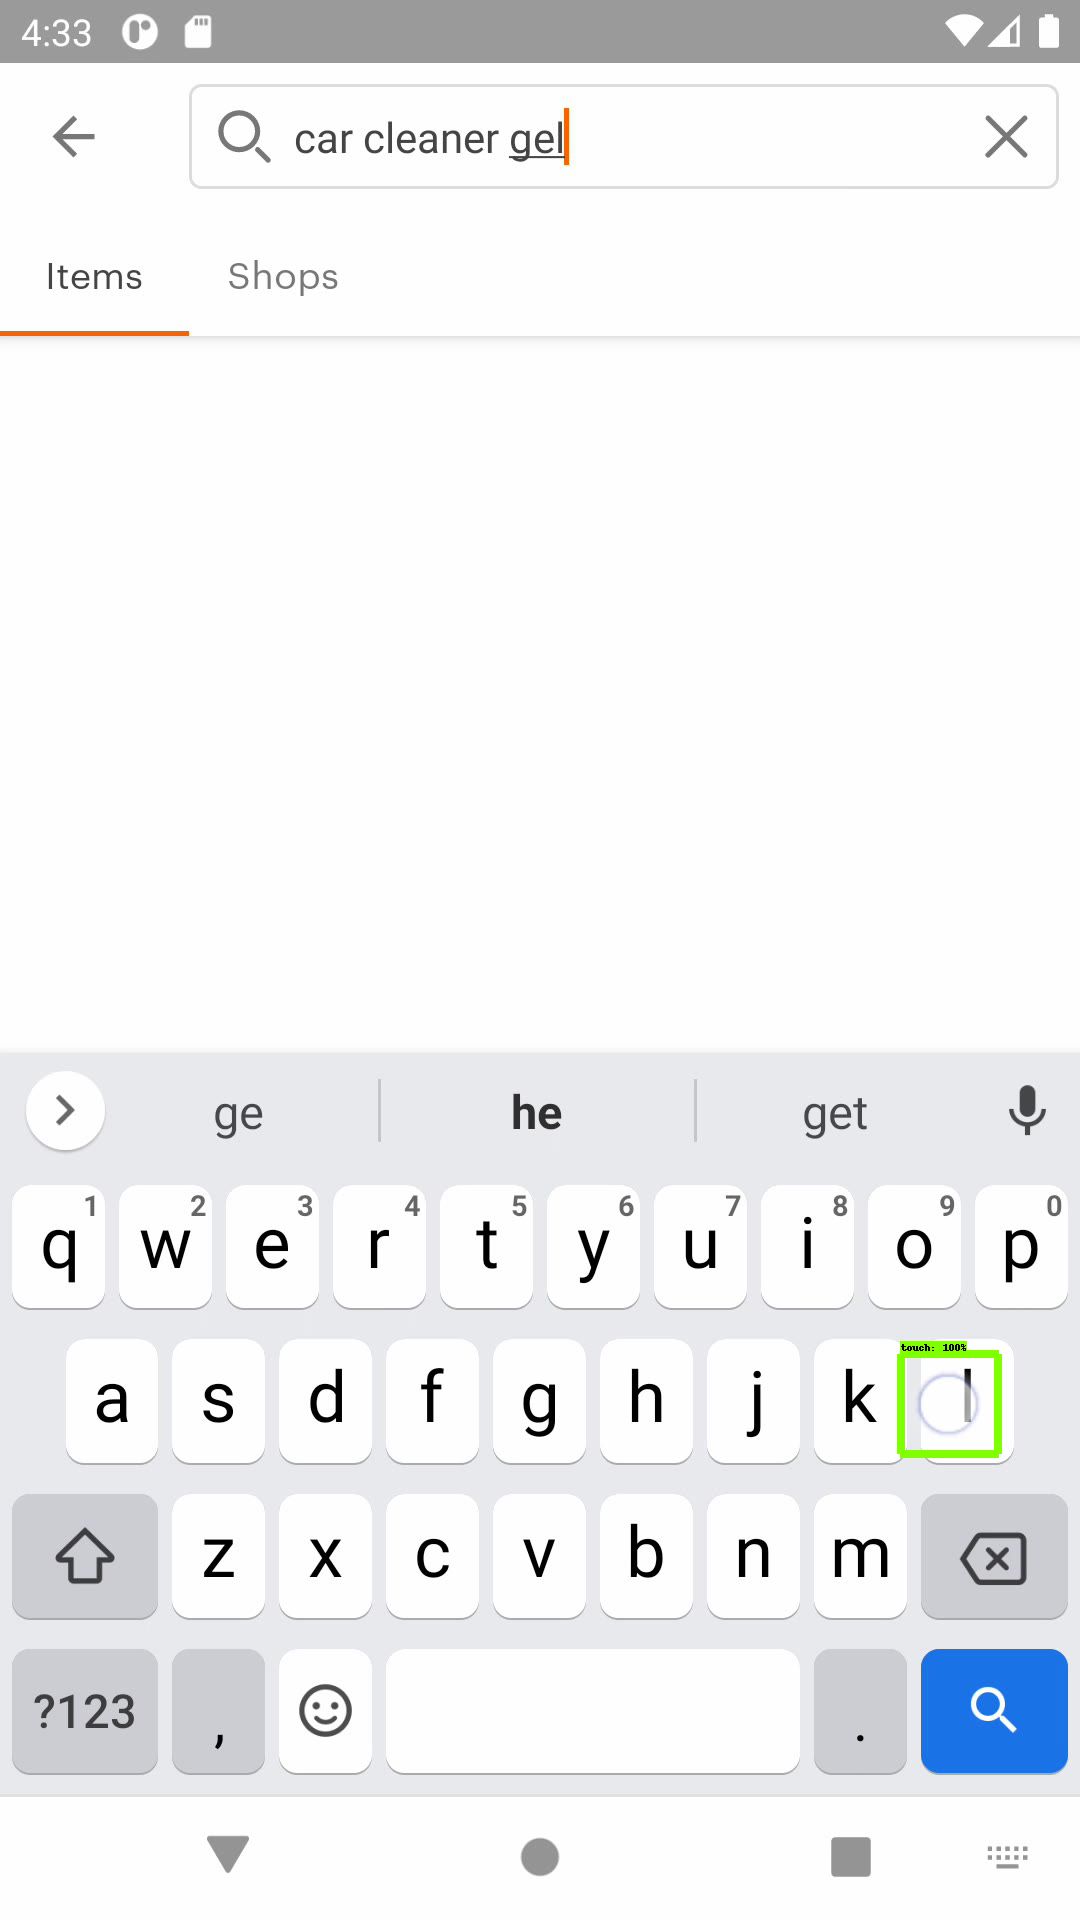 4:33
car cleaner gel
Items Shops
ge he get
1 2 3 4 5 6 7 8 9 0
q w e r t y u i o p
touch: 100%
a s d f g h j k l
z x c v b n m
?123 , .